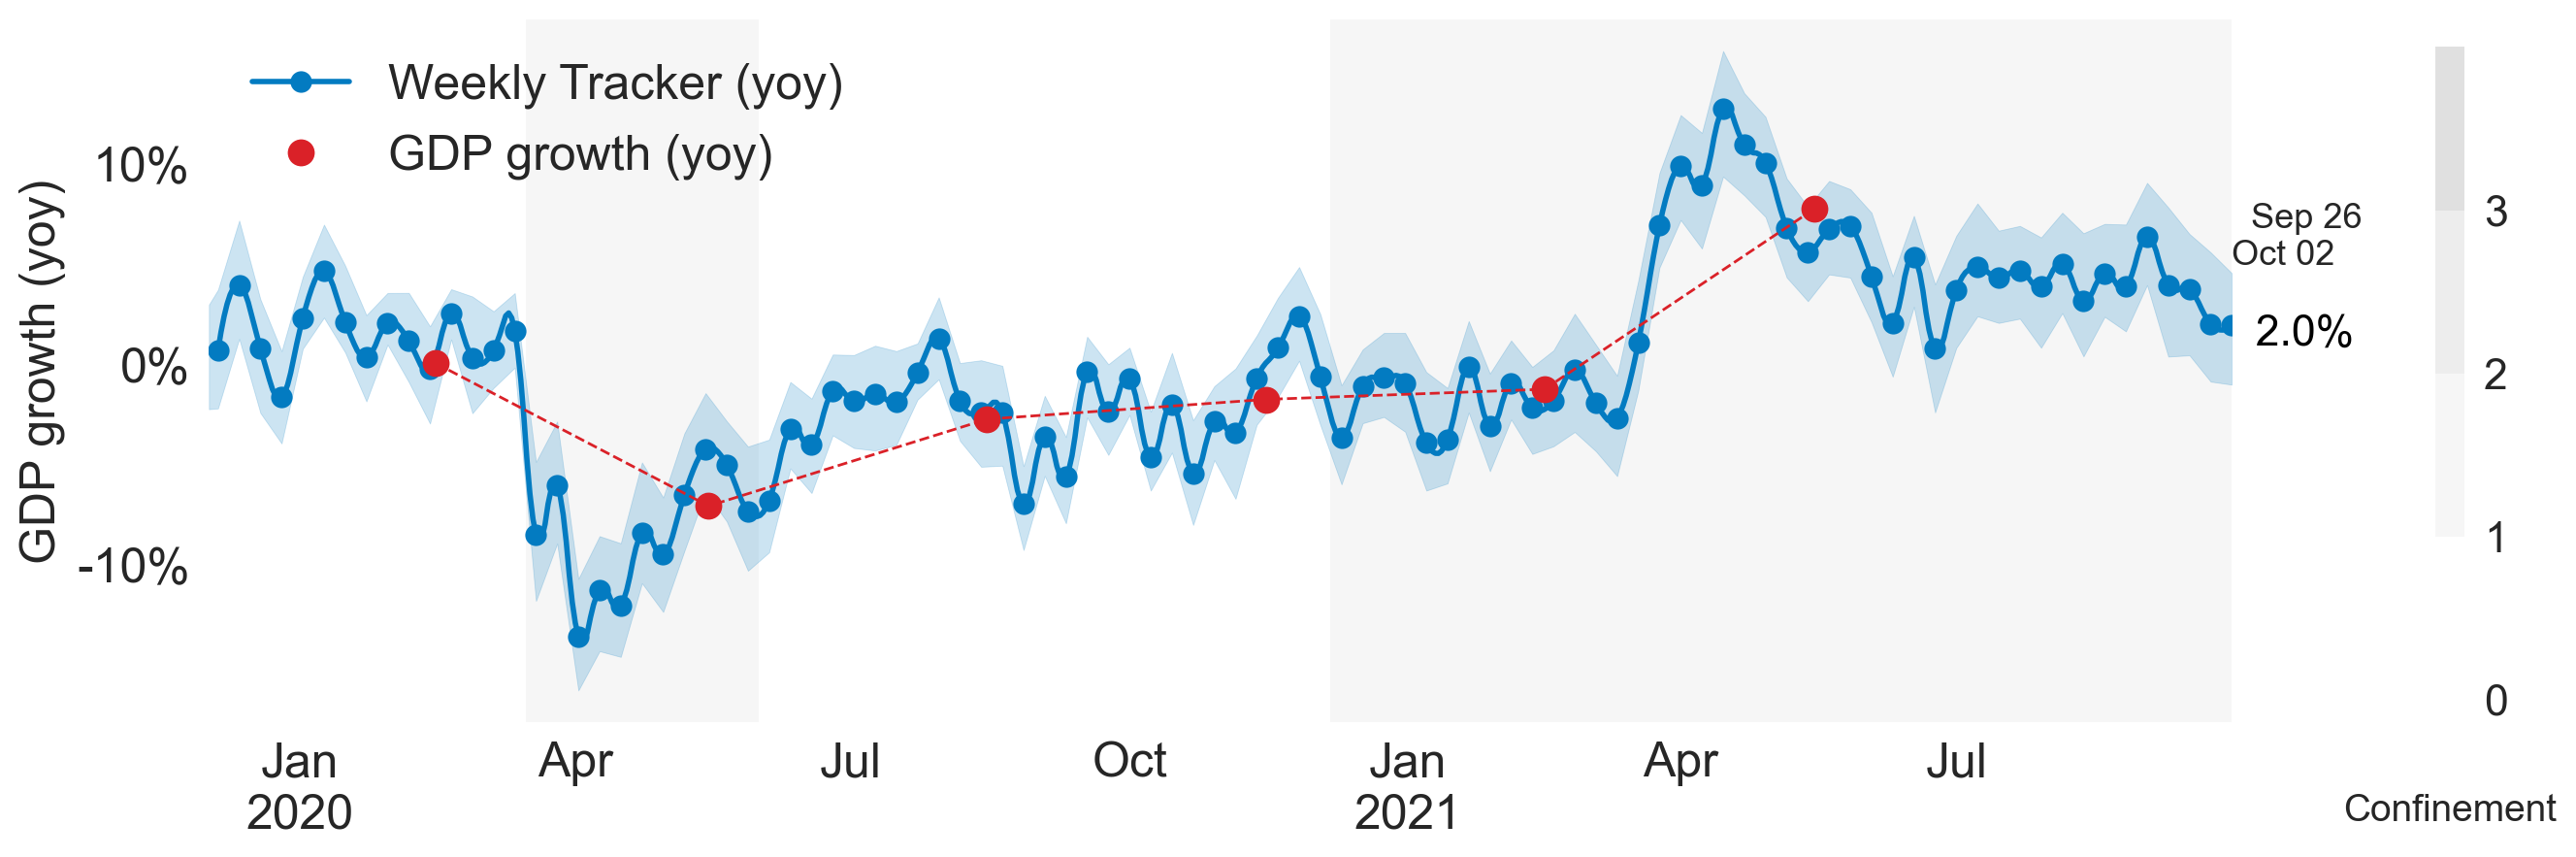 Weekly Tracker (yoy)
GDP growth (yoy)
GDP growth (yoy)
10%
0%
-10%
Jan
2020
Apr
Jul
Oct
Jan
2021
Apr
Jul
Sep 26
Oct 02
2.0%
3
2
1
0
Confinement